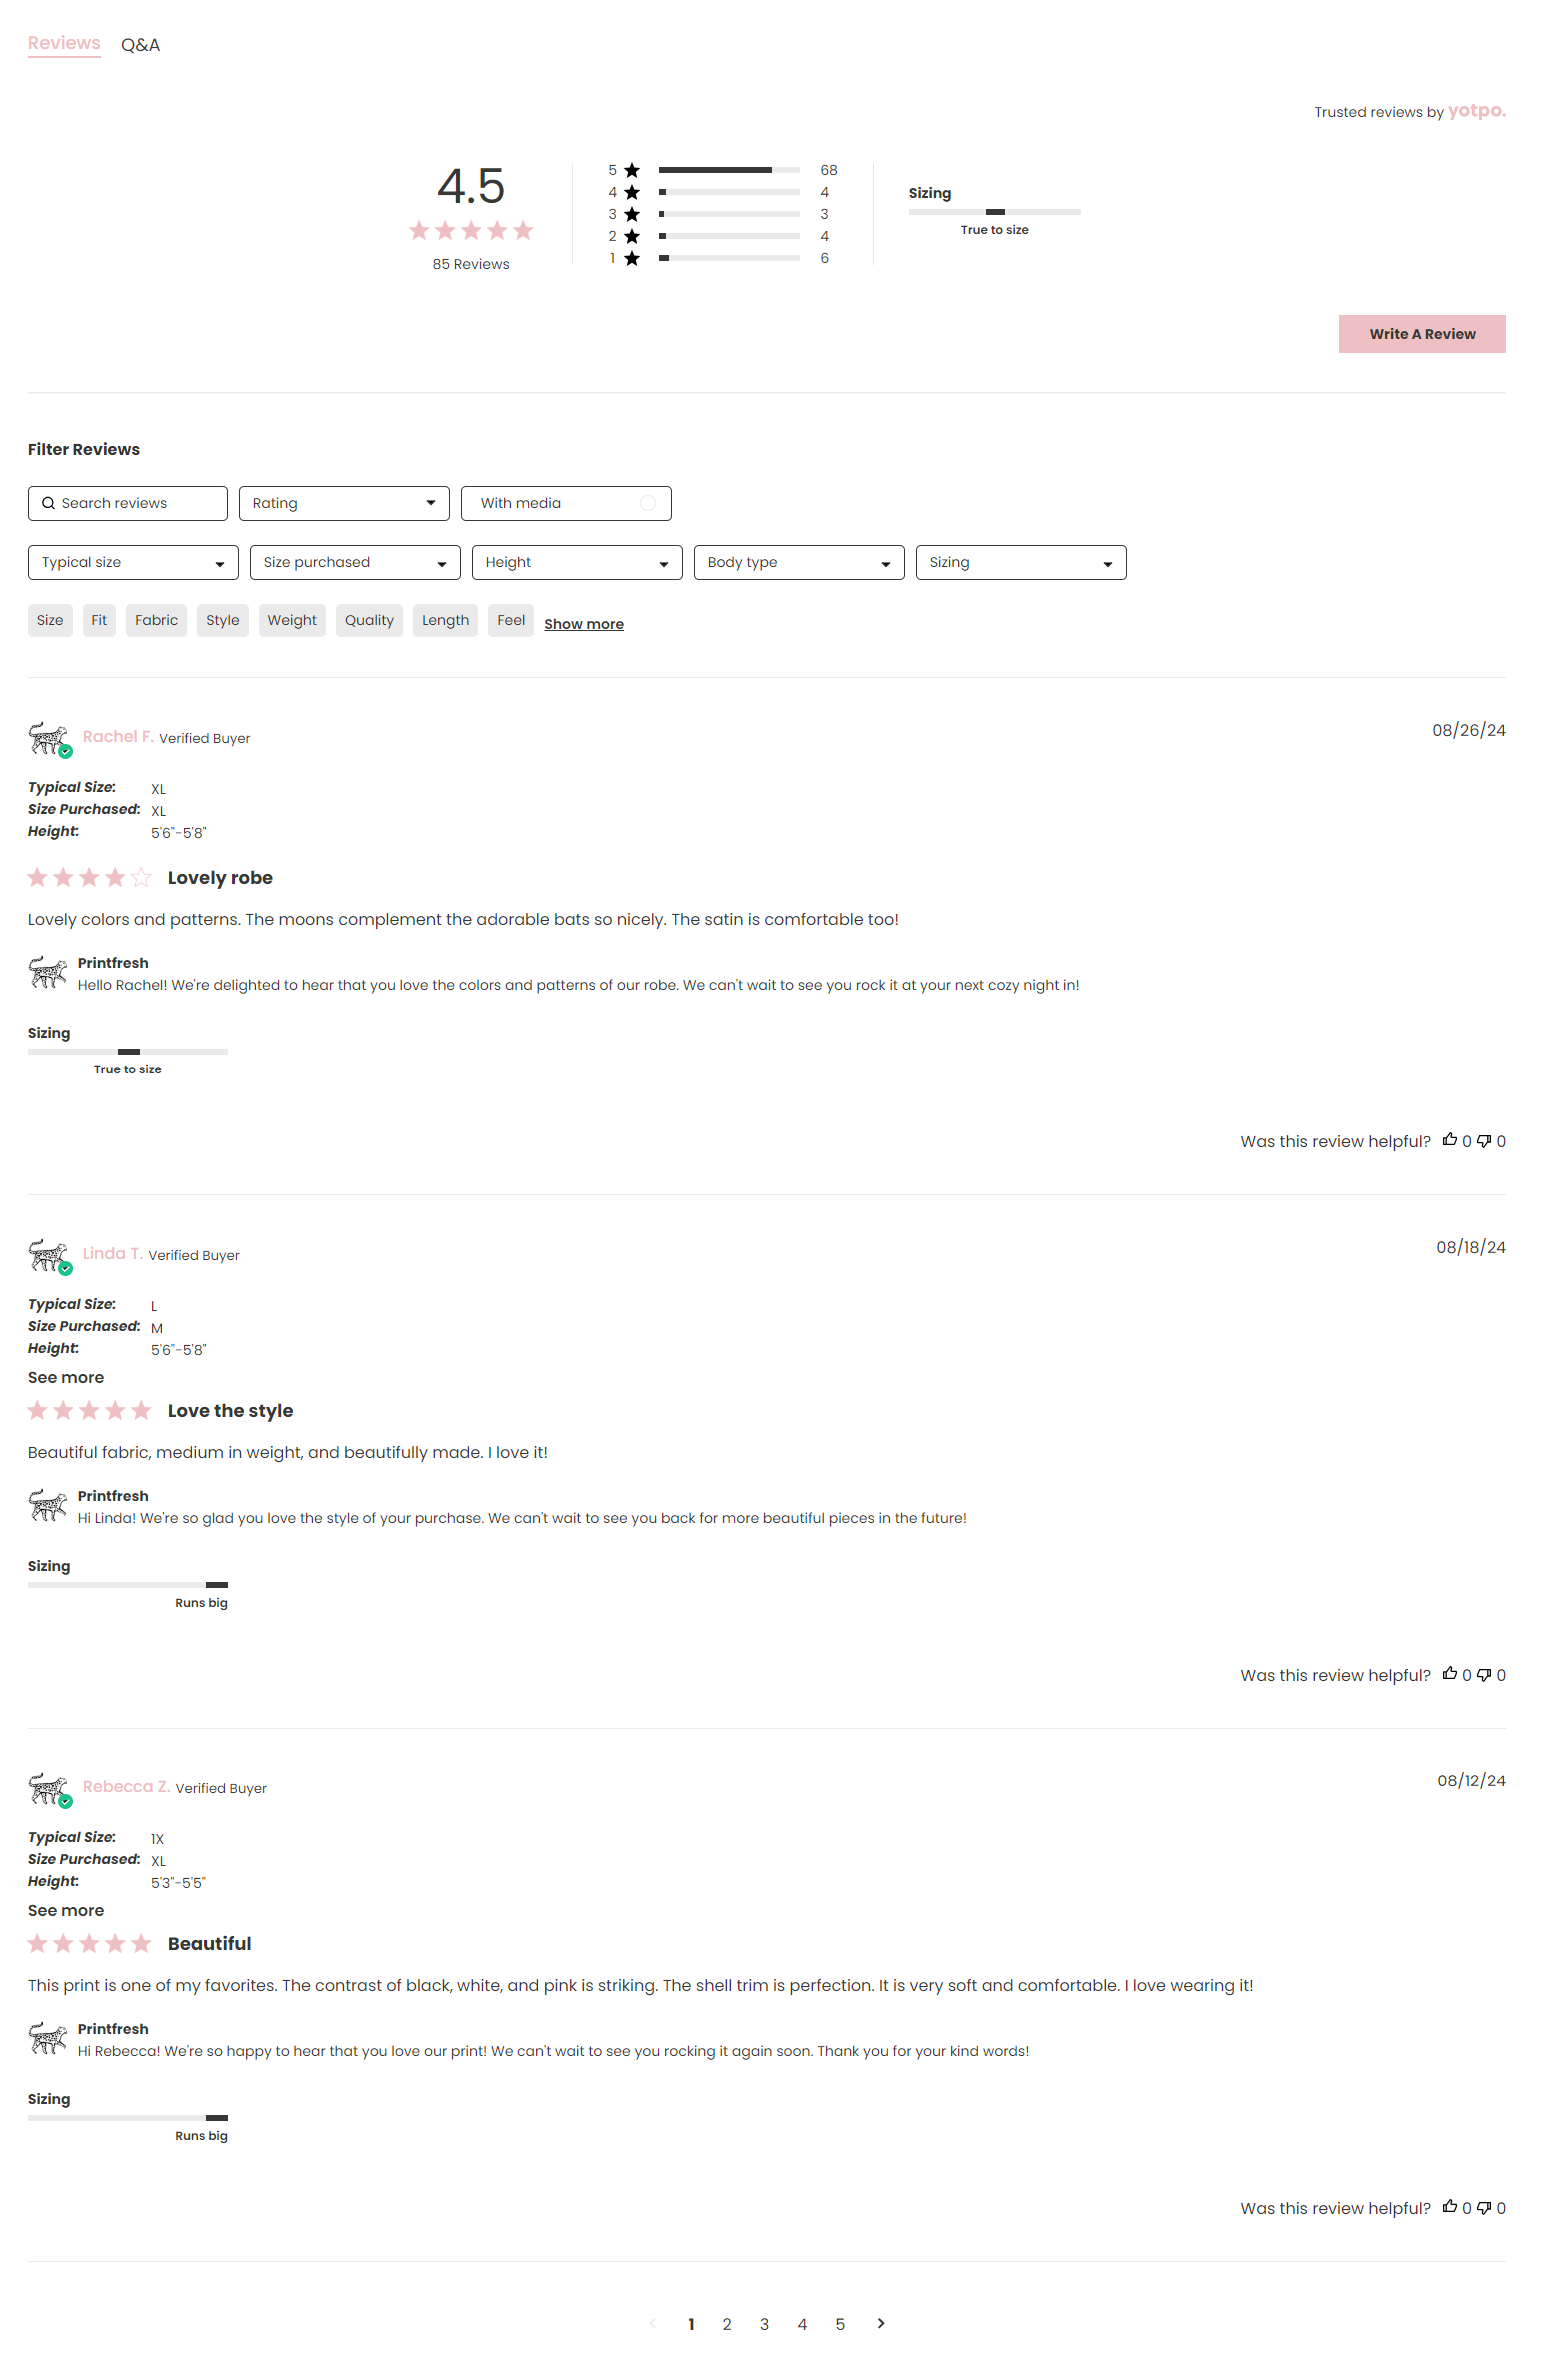 Reviews Q&A
Trusted reviews by yotpo.
4.5
85 Reviews
5 68
4 4
3 3
2 4
1 6
Sizing
True to size
Write A Review
Filter Reviews
Search reviews Rating With media
Typical size Size purchased Height Body type Sizing
Size Fit Fabric Style Weight Quality Length Feel Show more
Rachel F. Verified Buyer 08/26/24
Typical Size: XL
Size Purchased: XL
Height: 5'6"-5'8"
Lovely robe
Lovely colors and patterns. The moons complement the adorable bats so nicely. The satin is comfortable too!
Printfresh
Hello Rachel! We're delighted to hear that you love the colors and patterns of our robe. We can't wait to see you rock it at your next cozy night in!
Sizing
True to size
Was this review helpful? 0 0
Linda T. Verified Buyer 08/18/24
Typical Size: L
Size Purchased: M
Height: 5'6"-5'8"
See more
Love the style
Beautiful fabric, medium in weight, and beautifully made. I love it!
Printfresh
Hi Linda! We're so glad you love the style of your purchase. We can't wait to see you back for more beautiful pieces in the future!
Sizing
Runs big
Was this review helpful? 0 0
Rebecca Z. Verified Buyer 08/12/24
Typical Size: 1X
Size Purchased: XL
Height: 5'3"-5'5"
See more
Beautiful
This print is one of my favorites. The contrast of black, white, and pink is striking. The shell trim is perfection. It is very soft and comfortable. I love wearing it!
Printfresh
Hi Rebecca! We're so happy to hear that you love our print! We can't wait to see you rocking it again soon. Thank you for your kind words!
Sizing
Runs big
Was this review helpful? 0 0
1 2 3 4 5